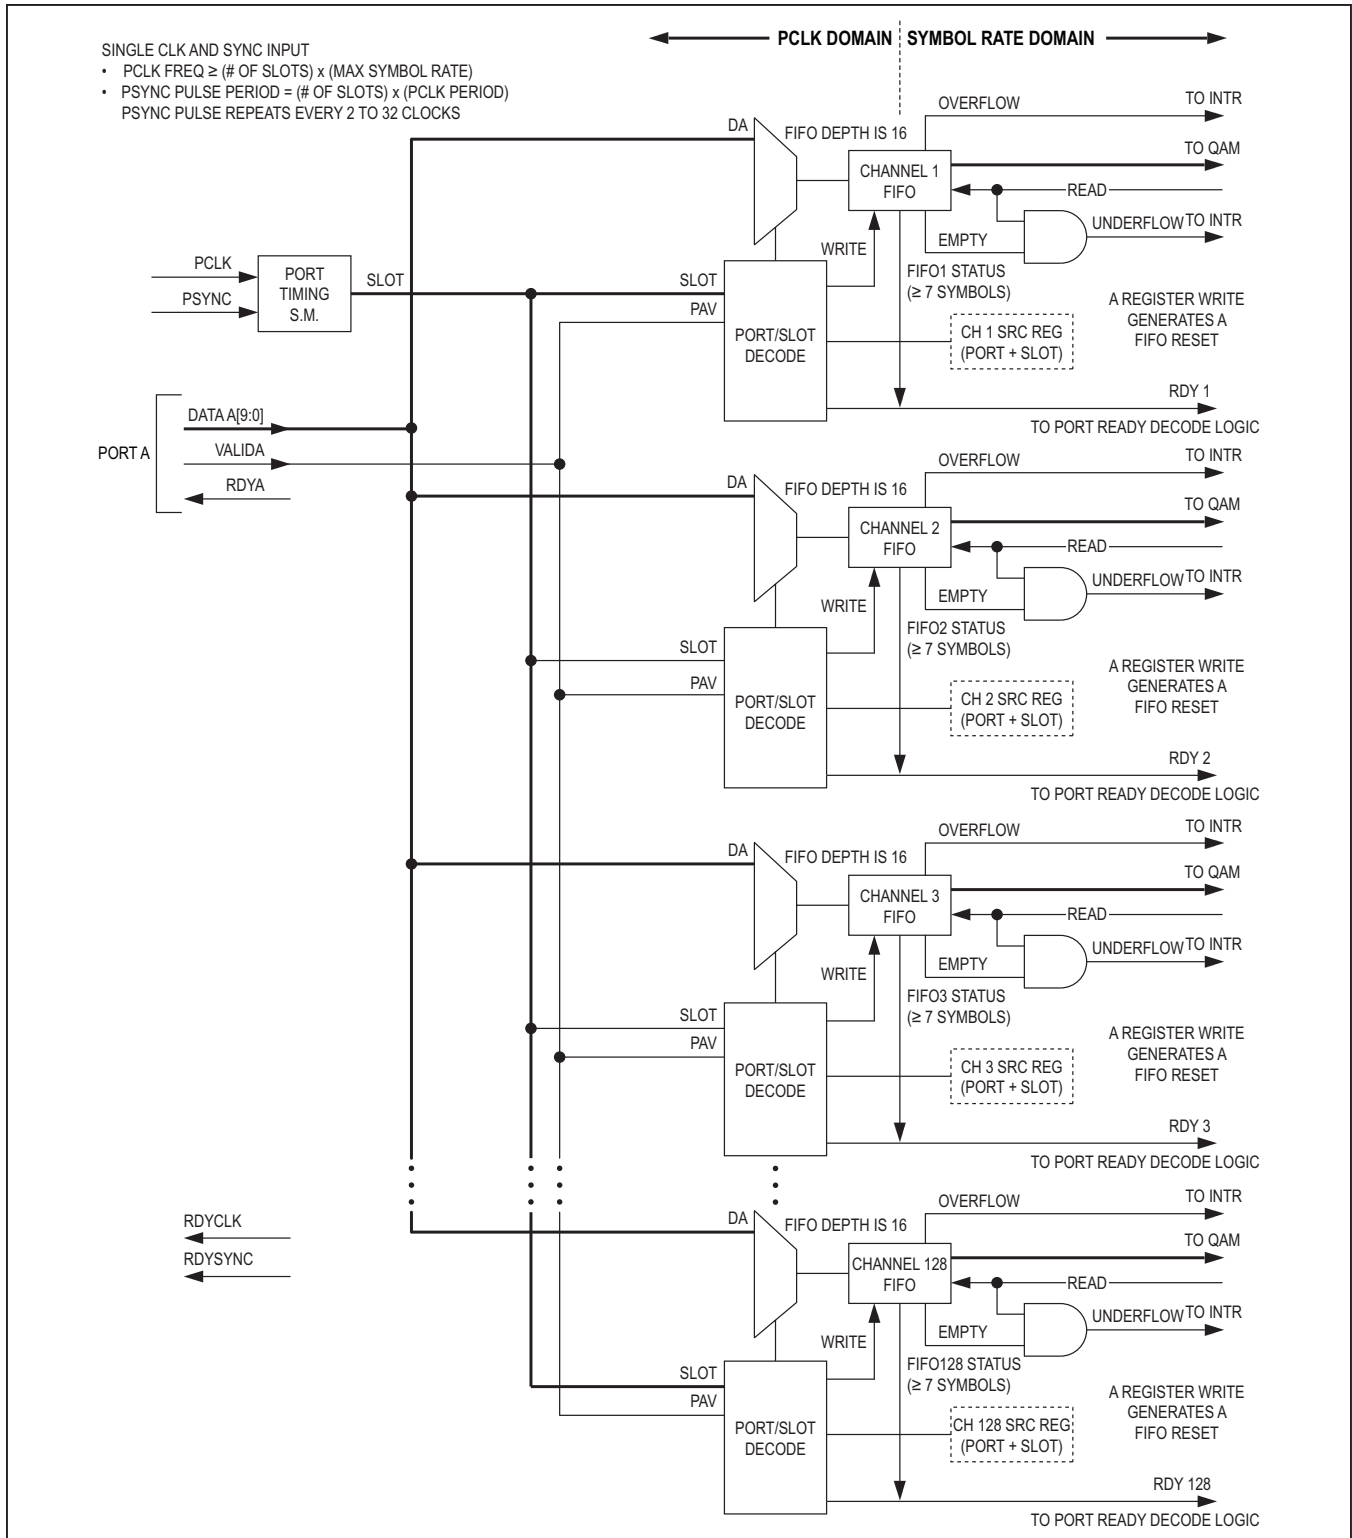 PCLK DOMAIN
SYMBOL RATE DOMAIN
SINGLE CLK AND SYNC INPUT
• PCLK FREQ ≥ (# OF SLOTS) x (MAX SYMBOL RATE)
• PSYNC PULSE PERIOD = (# OF SLOTS) x (PCLK PERIOD)
PSYNC PULSE REPEATS EVERY 2 TO 32 CLOCKS
PCLK
PSYNC
PORT
TIMING
S.M.
SLOT
PORT A
DATA A[9:0]
VALIDA
RDYA
DA
FIFO DEPTH IS 16
CHANNEL 1
FIFO
OVERFLOW
TO INTR
TO QAM
READ
UNDERFLOW
TO INTR
EMPTY
WRITE
FIFO1 STATUS
(≥ 7 SYMBOLS)
SLOT
PAV
PORT/SLOT
DECODE
CH 1 SRC REG
(PORT + SLOT)
A REGISTER WRITE
GENERATES A
FIFO RESET
RDY 1
TO PORT READY DECODE LOGIC
DA
FIFO DEPTH IS 16
CHANNEL 2
FIFO
OVERFLOW
TO INTR
TO QAM
READ
UNDERFLOW
TO INTR
EMPTY
WRITE
FIFO2 STATUS
(≥ 7 SYMBOLS)
SLOT
PAV
PORT/SLOT
DECODE
CH 2 SRC REG
(PORT + SLOT)
A REGISTER WRITE
GENERATES A
FIFO RESET
RDY 2
TO PORT READY DECODE LOGIC
DA
FIFO DEPTH IS 16
CHANNEL 3
FIFO
OVERFLOW
TO INTR
TO QAM
READ
UNDERFLOW
TO INTR
EMPTY
WRITE
FIFO3 STATUS
(≥ 7 SYMBOLS)
SLOT
PAV
PORT/SLOT
DECODE
CH 3 SRC REG
(PORT + SLOT)
A REGISTER WRITE
GENERATES A
FIFO RESET
RDY 3
TO PORT READY DECODE LOGIC
RDYCLK
RDYSYNC
DA
FIFO DEPTH IS 16
CHANNEL 128
FIFO
OVERFLOW
TO INTR
TO QAM
READ
UNDERFLOW
TO INTR
EMPTY
WRITE
FIFO128 STATUS
(≥ 7 SYMBOLS)
SLOT
PAV
PORT/SLOT
DECODE
CH 128 SRC REG
(PORT + SLOT)
A REGISTER WRITE
GENERATES A
FIFO RESET
RDY 128
TO PORT READY DECODE LOGIC